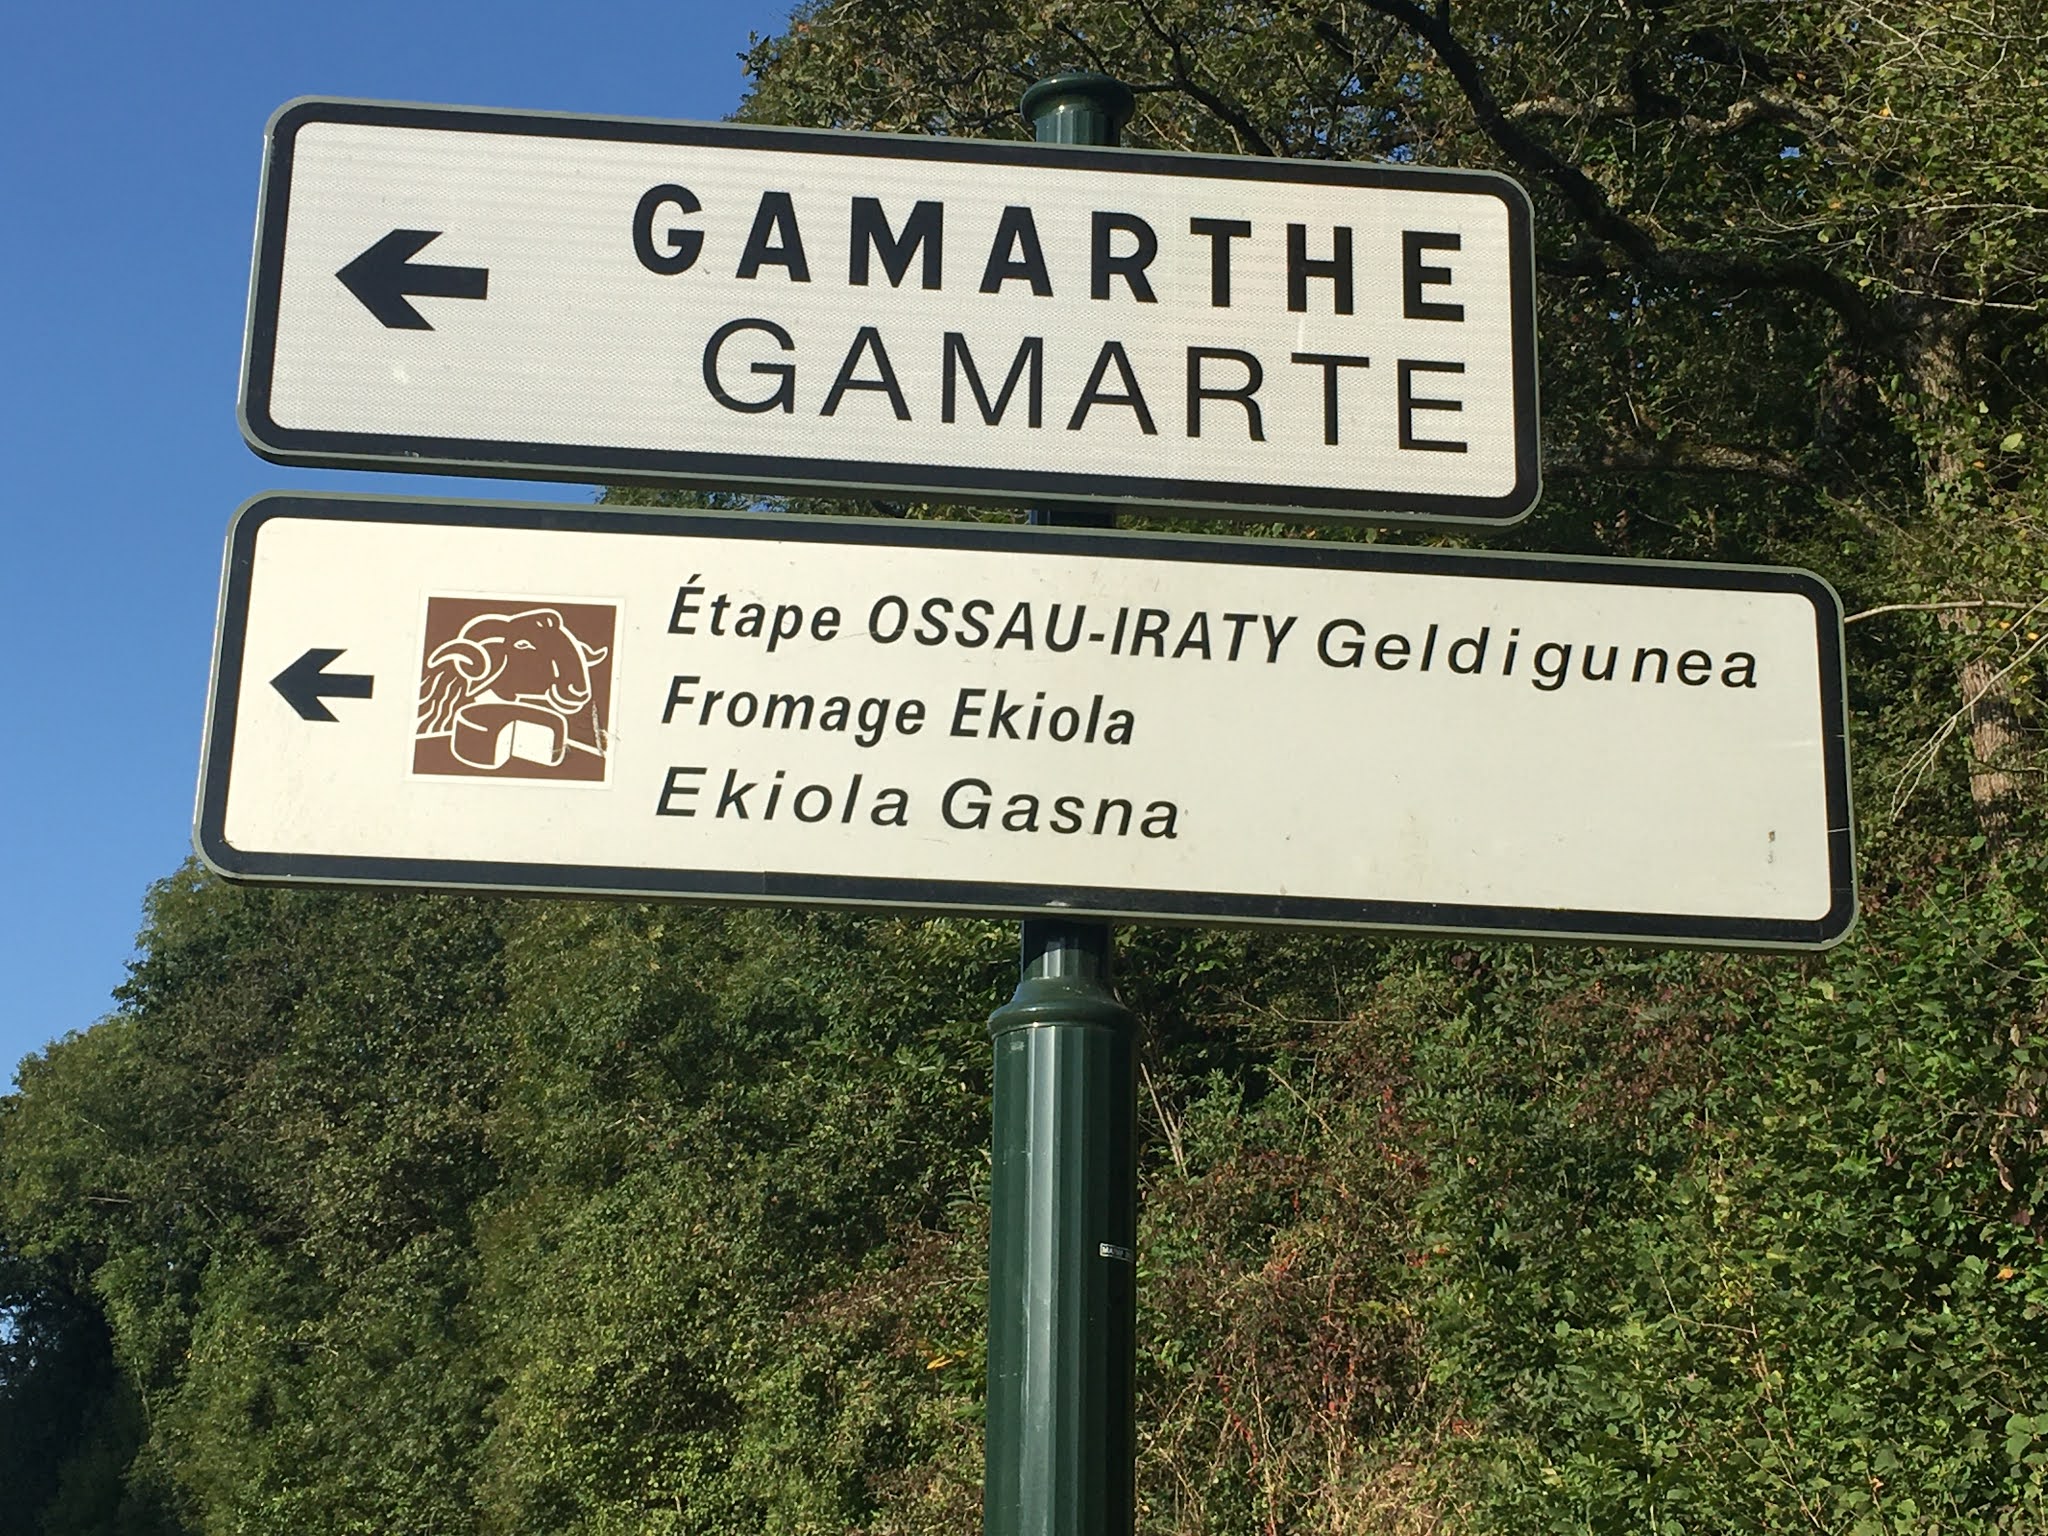 GAMARTHE
GAMARTE
Étape OSSAU-IRATY Geldigunea
Fromage Ekiola
Ekiola Gasna